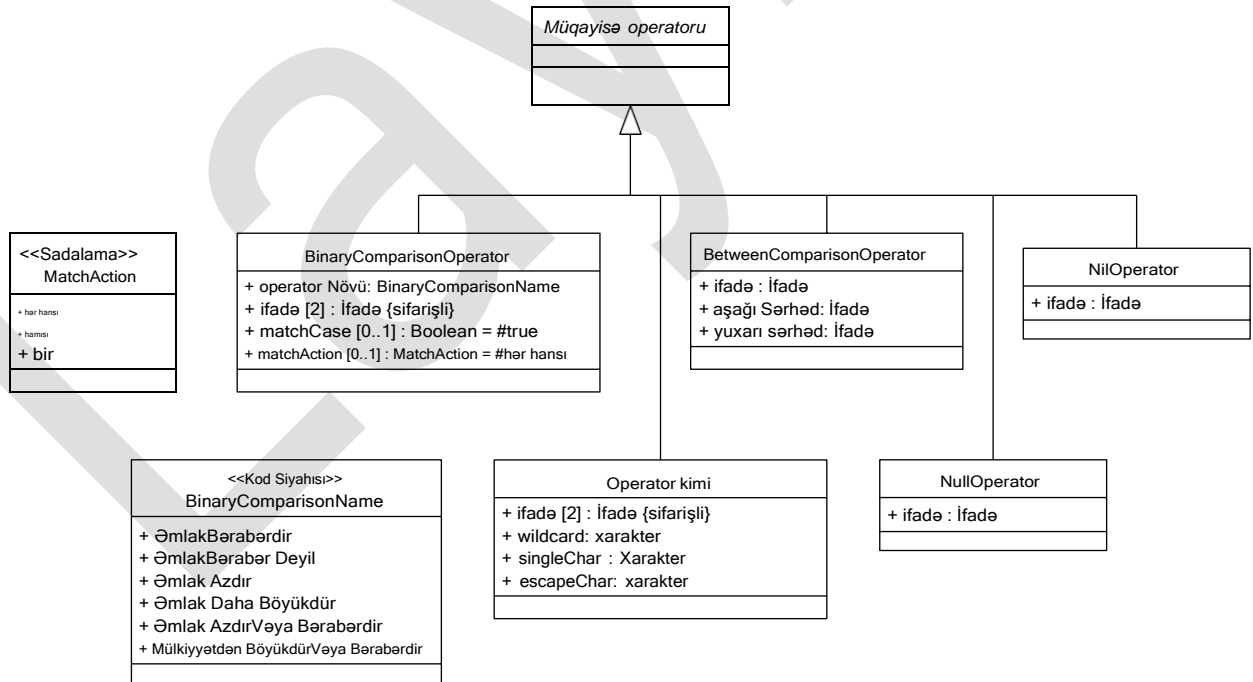 Müqayisə operatoru
<<Sadalama>>
MatchAction
+ hər hansı
+ hamısı
+ bir
BinaryComparisonOperator
+ operator Növü: BinaryComparisonName
+ ifadə [2] : İfadə {sifarişli}
+ matchCase [0..1] : Boolean = #true
+ matchAction [0..1] : MatchAction = #hər hansı
BetweenComparisonOperator
+ ifadə : İfadə
+ aşağı Sərhəd: İfadə
+ yuxarı sərhəd: İfadə
NilOperator
+ ifadə : İfadə
<<Kod Siyahısı>>
BinaryComparisonName
+ ƏmlakBərabərdir
+ ƏmlakBərabər Deyil
+ Əmlak Azdır
+ Əmlak Daha Böyükdür
+ Əmlak AzdırVəya Bərabərdir
+ Mülkiyyətdən BöyükdürVəya Bərabərdir
Operator kimi
+ ifadə [2] : İfadə {sifarişli}
+ wildcard: xarakter
+ singleChar : Xarakter
+ escapeChar: xarakter
NullOperator
+ ifadə : İfadə